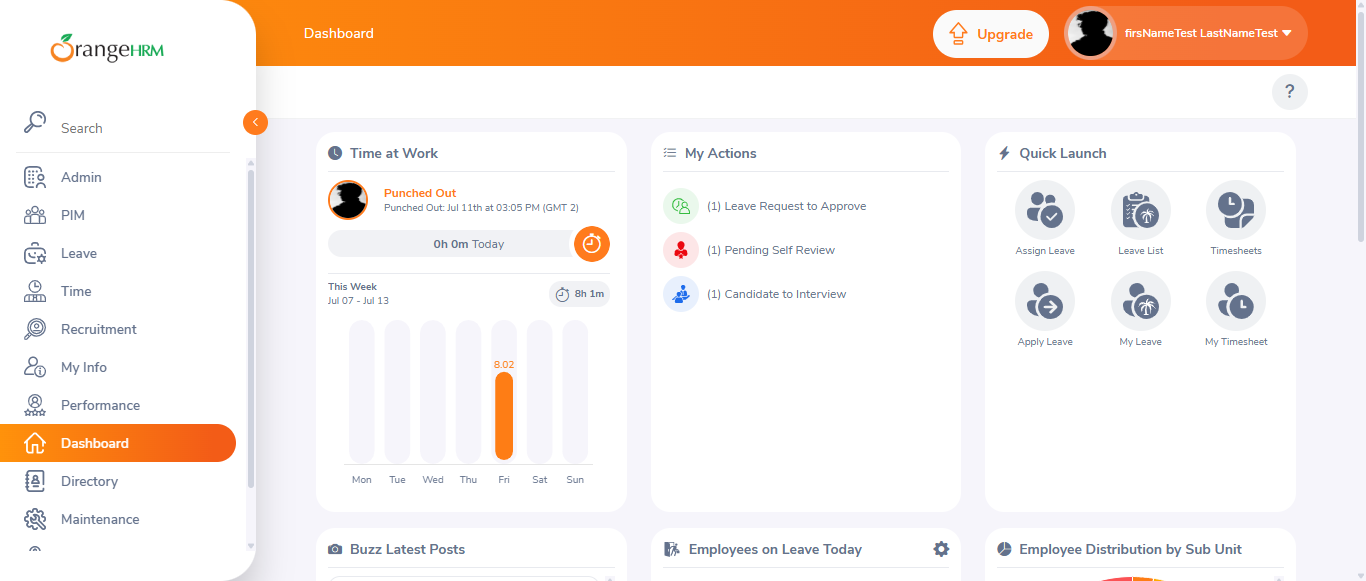 OrangeHRM
Dashboard
Upgrade
firsNameTest LastNameTest
?
Search
Admin
PIM
Leave
Time
Recruitment
My Info
Performance
Dashboard
Directory
Maintenance
Time at Work
Punched Out
Punched Out: Jul 11th at 03:05 PM (GMT 2)
0h 0m Today
This Week
Jul 07 - Jul 13
8h 1m
8.02
Mon Tue Wed Thu Fri Sat Sun
My Actions
(1) Leave Request to Approve
(1) Pending Self Review
(1) Candidate to Interview
Quick Launch
Assign Leave Leave List Timesheets
Apply Leave My Leave My Timesheet
Buzz Latest Posts
Employees on Leave Today
Employee Distribution by Sub Unit